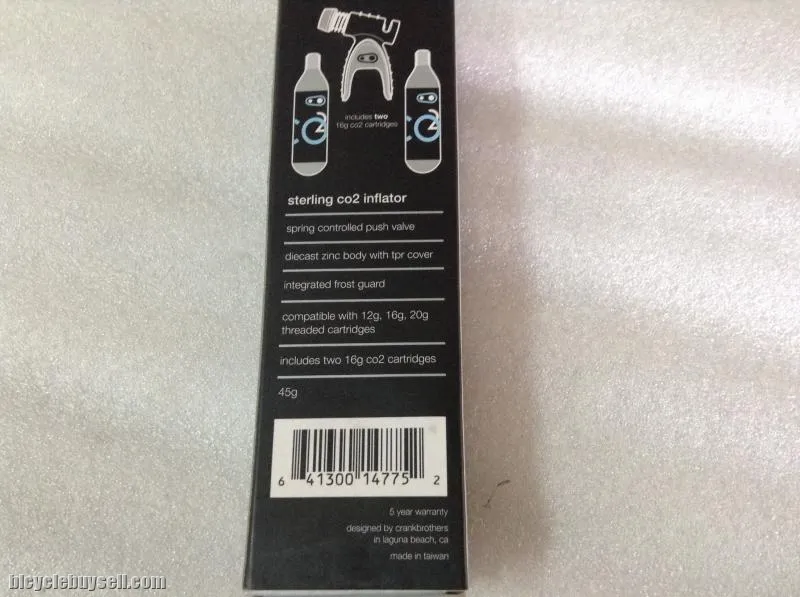 includes two
16g co2 cartridges
CO2
CO2
sterling co2 inflator
spring controlled push valve
diecast zinc body with tpr cover
integrated frost guard
compatible with 12g, 16g, 20g
threaded cartridges
includes two 16g co2 cartridges
45g
6 41300 14775 2
5 year warranty
designed by crankbrothers
in laguna beach, ca
made in taiwan
bicyclebuysell.com